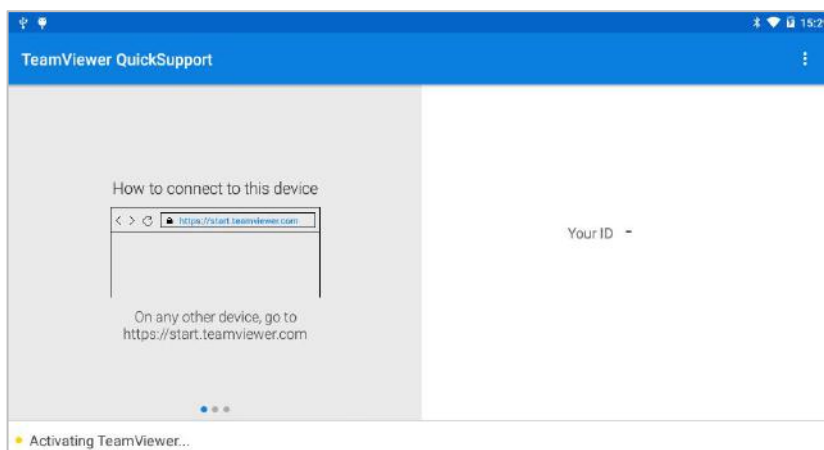 15:2
TeamViewer QuickSupport
How to connect to this device
https://start.teamviewer.com
On any other device, go to
https://start.teamviewer.com
Your ID -
Activating TeamViewer...